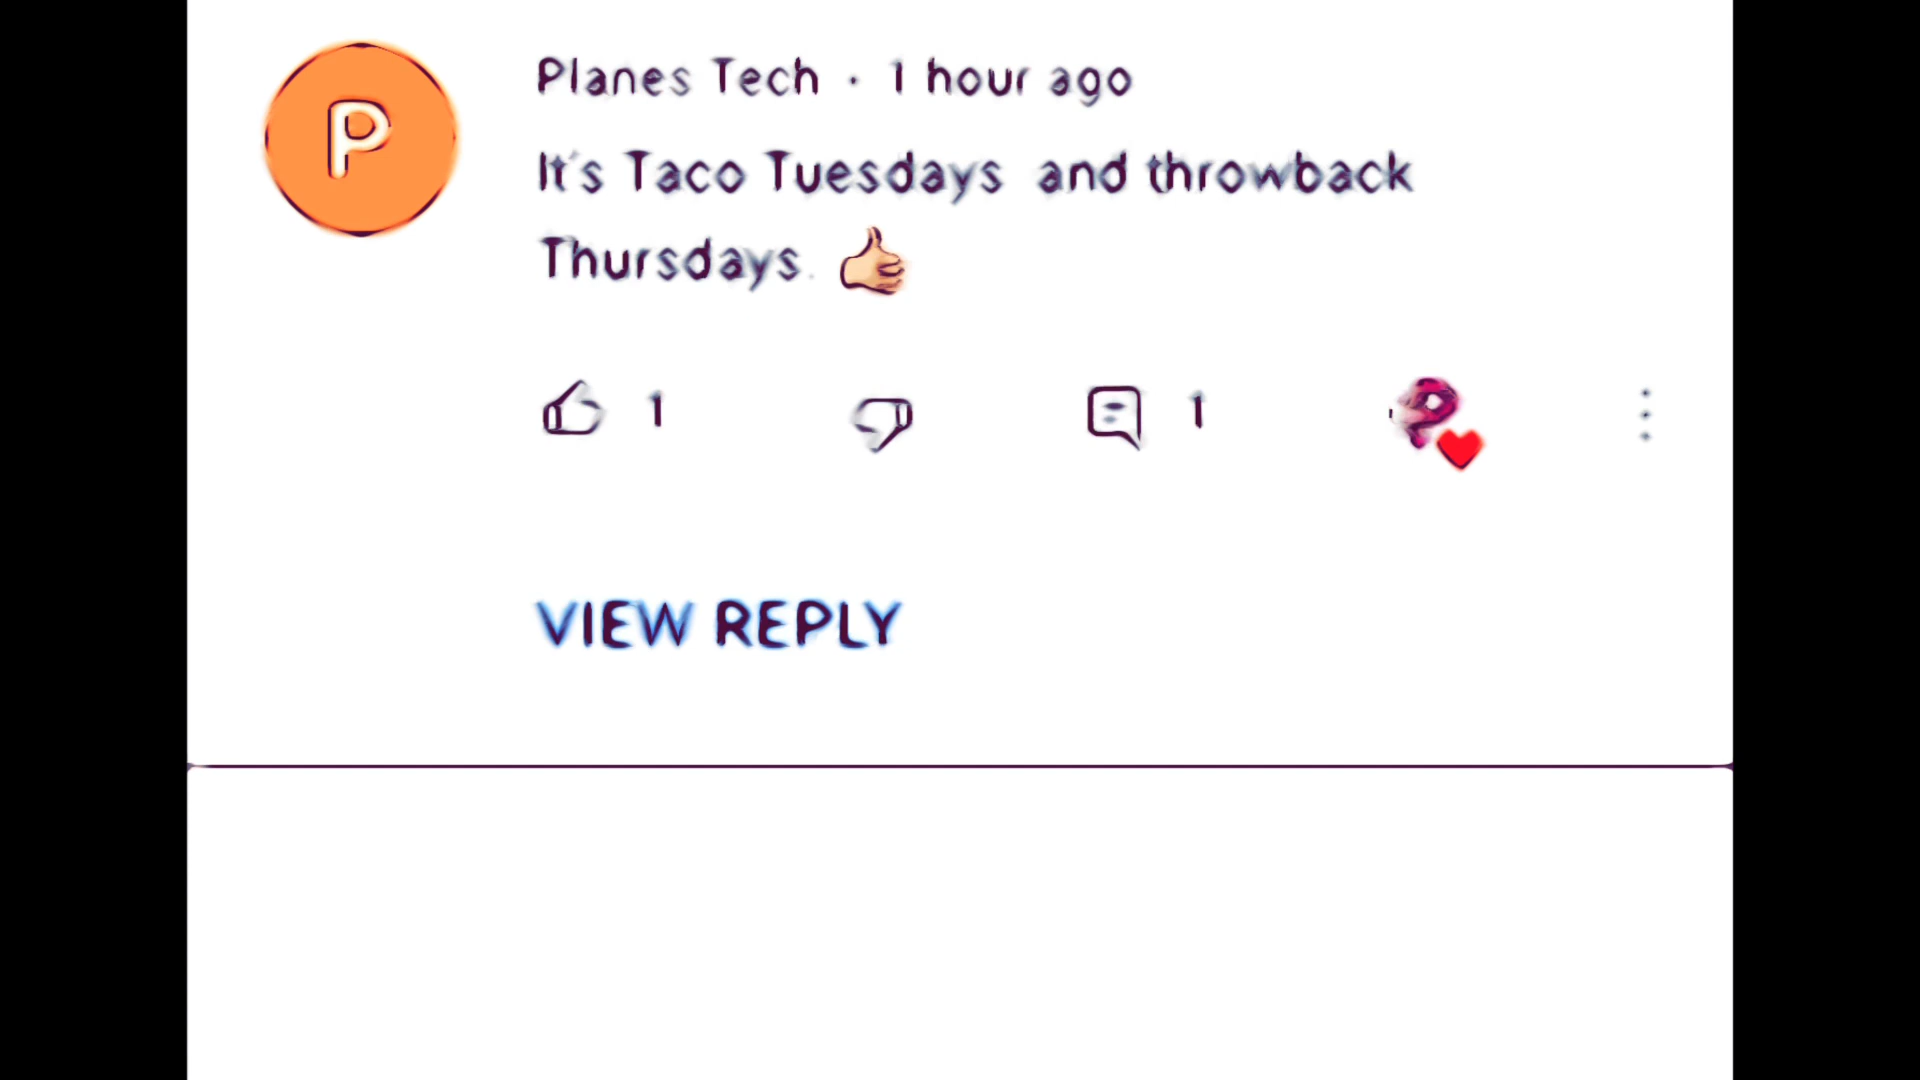 P
Planes Tech · 1 hour ago
It's Taco Tuesdays and throwback
Thursdays. 👍🏼
1
1
VIEW REPLY